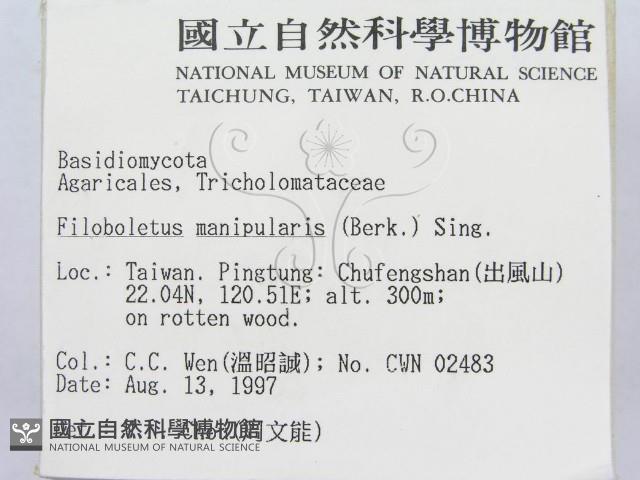 國立自然科學博物館
NATIONAL MUSEUM OF NATURAL SCIENCE
TAICHUNG, TAIWAN, R.O.CHINA
Basidiomycota
Agaricales, Tricholomataceae
Filoboletus manipularis (Berk.) Sing.
Loc.: Taiwan. Pingtung: Chufengshan(出風山)
22.04N, 120.51E; alt. 300m;
on rotten wood.
Col.: C.C. Wen(溫昭誠); No. CWN 02483
Date: Aug. 13, 1997
文能)
國立自然科學博物館
NATIONAL MUSEUM OF NATURAL SCIENCE